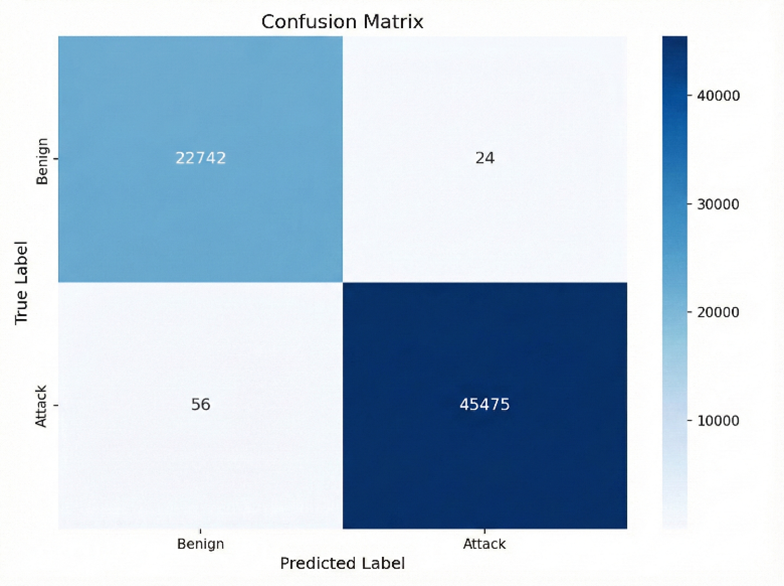 Confusion Matrix
True Label
Benign
22742
24
Attack
56
45475
Benign
Attack
Predicted Label
40000
30000
20000
10000